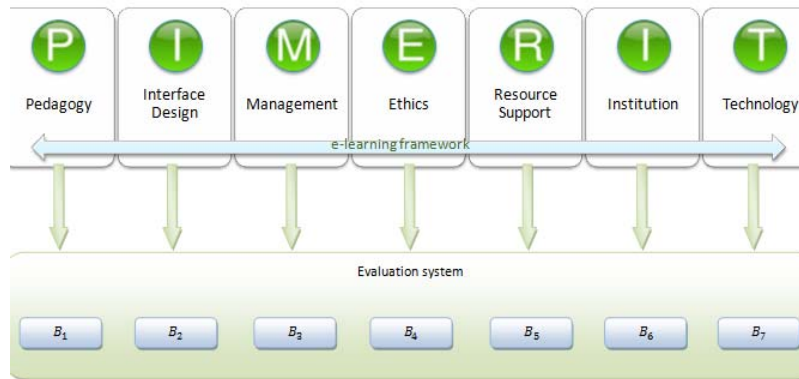 P I M E R I T
Pedagogy
Interface
Design
Management
Ethics
Resource
Support
Institution
Technology
e-learning framework
Evaluation system
B₁ B₂ B₃ B₄ B₅ B₆ B₇